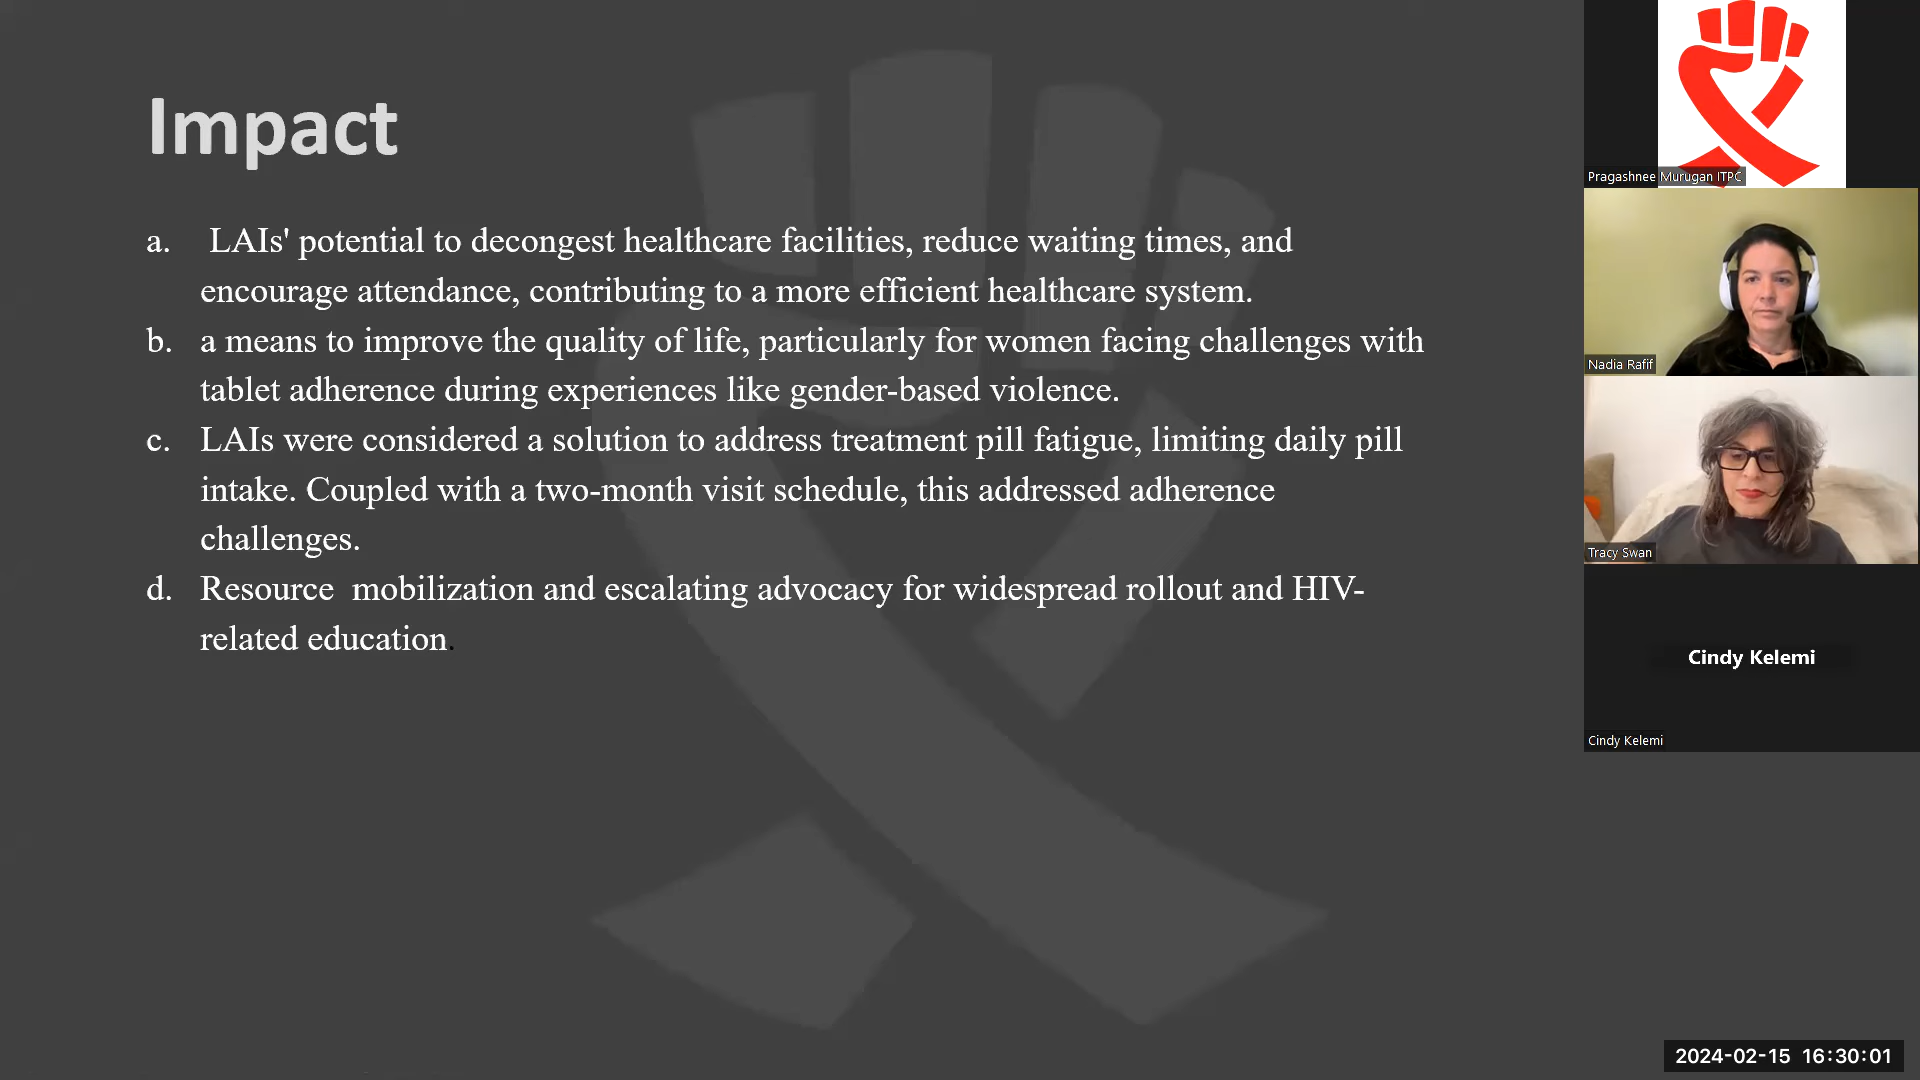 Impact
a. LAIs' potential to decongest healthcare facilities, reduce waiting times, and
encourage attendance, contributing to a more efficient healthcare system.
b. a means to improve the quality of life, particularly for women facing challenges with
tablet adherence during experiences like gender-based violence.
c. LAIs were considered a solution to address treatment pill fatigue, limiting daily pill
intake. Coupled with a two-month visit schedule, this addressed adherence
challenges.
d. Resource  mobilization and escalating advocacy for widespread rollout and HIV-
related education.
Pragashnee Murugan ITPC
Nadia Rafif
Tracy Swan
Cindy Kelemi
Cindy Kelemi
2024-02-15 16:30:01